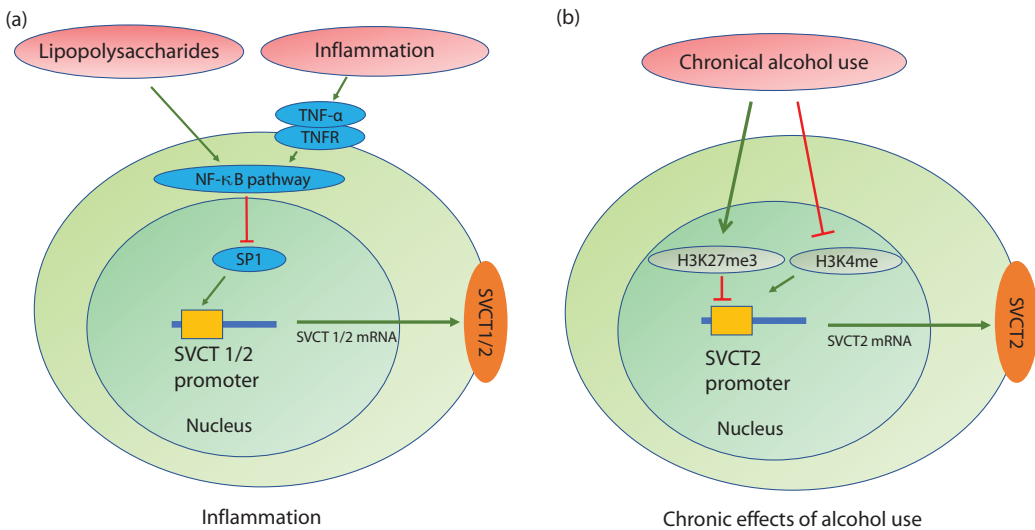 (a)
Lipopolysaccharides
Inflammation
TNF-α
TNFR
NF-κB pathway
SP1
SVCT 1/2 mRNA
SVCT 1/2
promoter
Nucleus
SVCT1/2
Inflammation
(b)
Chronical alcohol use
H3K27me3
H3K4me
SVCT2 mRNA
SVCT2
promoter
Nucleus
SVCT2
Chronic effects of alcohol use